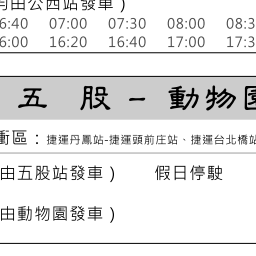 均由公西站發車 )
6:40 07:00 07:30 08:00 08:3
6:00 16:20 16:40 17:00 17:3
五 股 – 動物園
衝區：捷運丹鳳站-捷運頭前庄站、捷運台北橋站
由五股站發車 ) 假日停駛
由動物園發車 )